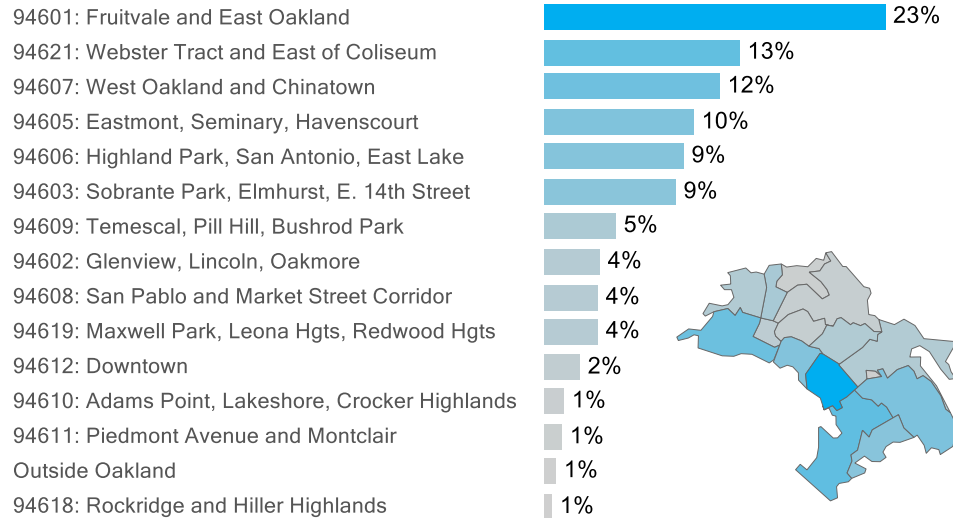 94601: Fruitvale and East Oakland 23%
94621: Webster Tract and East of Coliseum 13%
94607: West Oakland and Chinatown 12%
94605: Eastmont, Seminary, Havenscourt 10%
94606: Highland Park, San Antonio, East Lake 9%
94603: Sobrante Park, Elmhurst, E. 14th Street 9%
94609: Temescal, Pill Hill, Bushrod Park 5%
94602: Glenview, Lincoln, Oakmore 4%
94608: San Pablo and Market Street Corridor 4%
94619: Maxwell Park, Leona Hgts, Redwood Hgts 4%
94612: Downtown 2%
94610: Adams Point, Lakeshore, Crocker Highlands 1%
94611: Piedmont Avenue and Montclair 1%
Outside Oakland 1%
94618: Rockridge and Hiller Highlands 1%